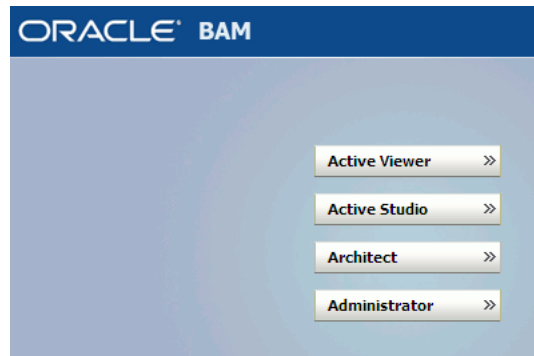 ORACLE® BAM
Active Viewer »
Active Studio »
Architect »
Administrator »